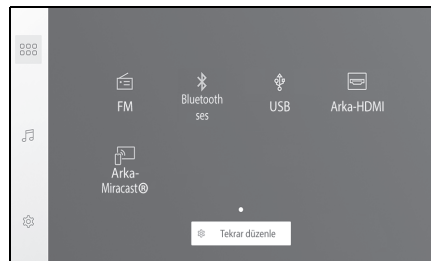 FM
Bluetooth
ses
USB
Arka-HDMI
Arka-
Miracast®
Tekrar düzenle